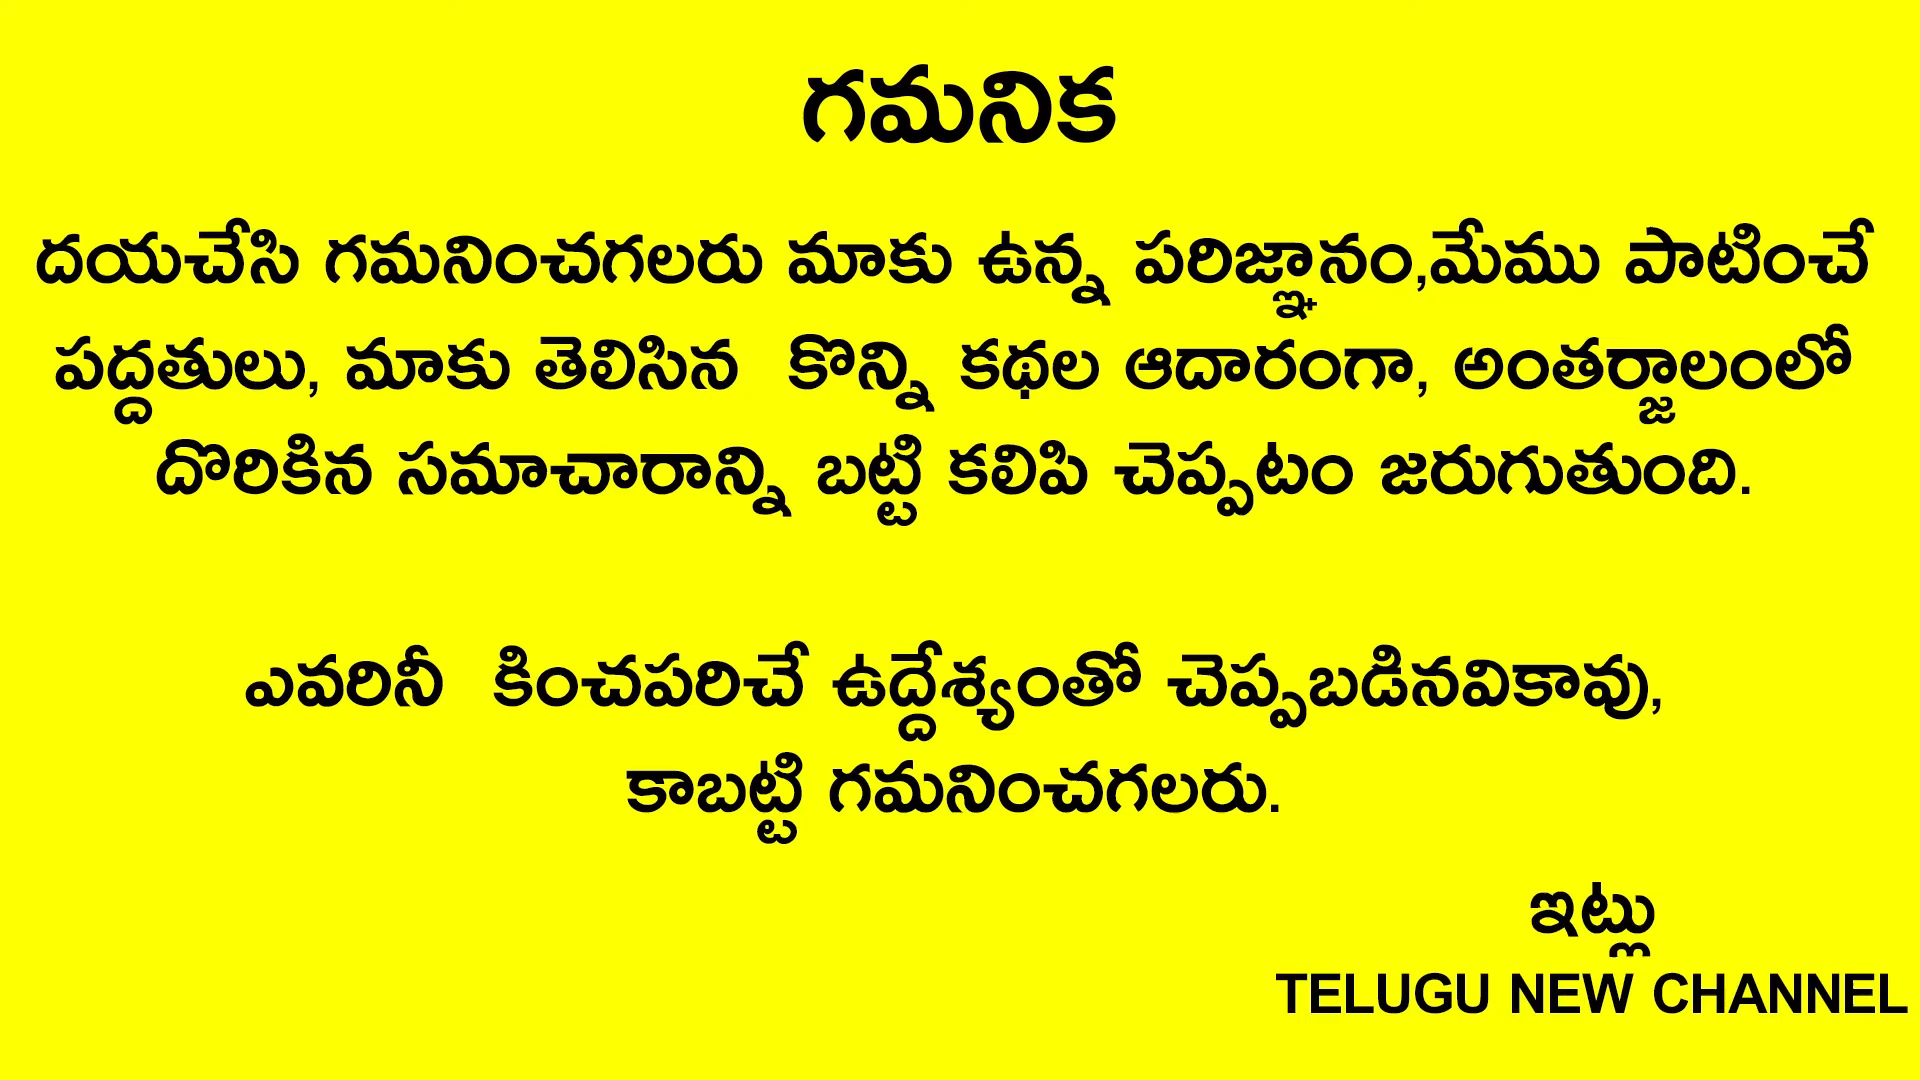 గమనిక
దయచేసి గమనించగలరు మాకు ఉన్న పరిజ్ఞానం,మేము పాటించే
పద్దతులు, మాకు తెలిసిన కొన్ని కథల ఆదారంగా, అంతర్జాలంలో
దొరికిన సమాచారాన్ని బట్టి కలిపి చెప్పటం జరుగుతుంది.
ఎవరినీ కించపరిచే ఉద్దేశ్యంతో చెప్పబడినవికావు,
కాబట్టి గమనించగలరు.
ఇట్లు
TELUGU NEW CHANNEL